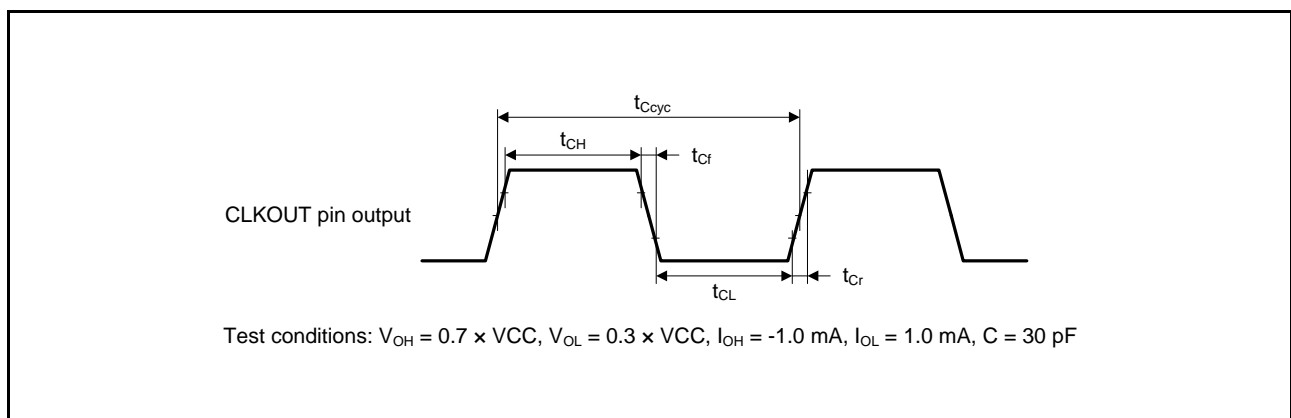 tCcyc
tCH
tCf
CLKOUT pin output
tCL
tCr
Test conditions: VOH = 0.7 × VCC, VOL = 0.3 × VCC, IOH = -1.0 mA, IOL = 1.0 mA, C = 30 pF